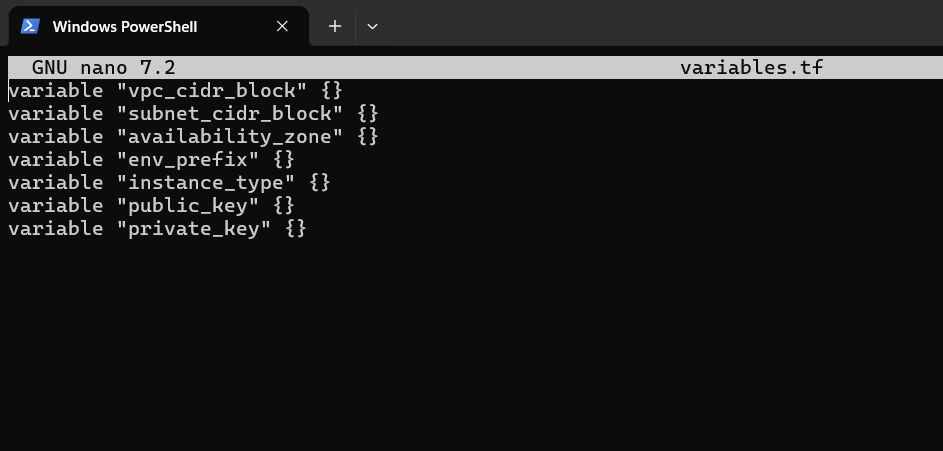 Windows PowerShell
GNU nano 7.2 variables.tf
variable "vpc_cidr_block" {}
variable "subnet_cidr_block" {}
variable "availability_zone" {}
variable "env_prefix" {}
variable "instance_type" {}
variable "public_key" {}
variable "private_key" {}